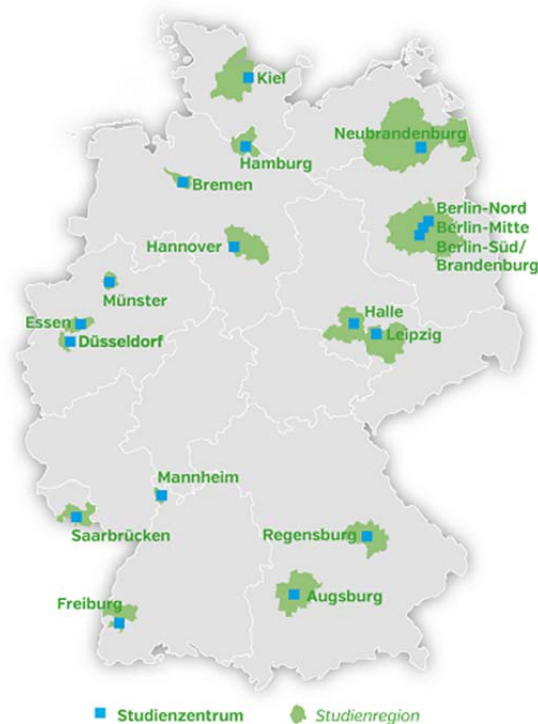 Kiel
Neubrandenburg
Hamburg
Bremen
Berlin-Nord
Berlin-Mitte
Berlin-Süd/
Brandenburg
Hannover
Münster
Halle
Essen
Leipzig
Düsseldorf
Mannheim
Saarbrücken
Regensburg
Augsburg
Freiburg
Studienzentrum
Studienregion